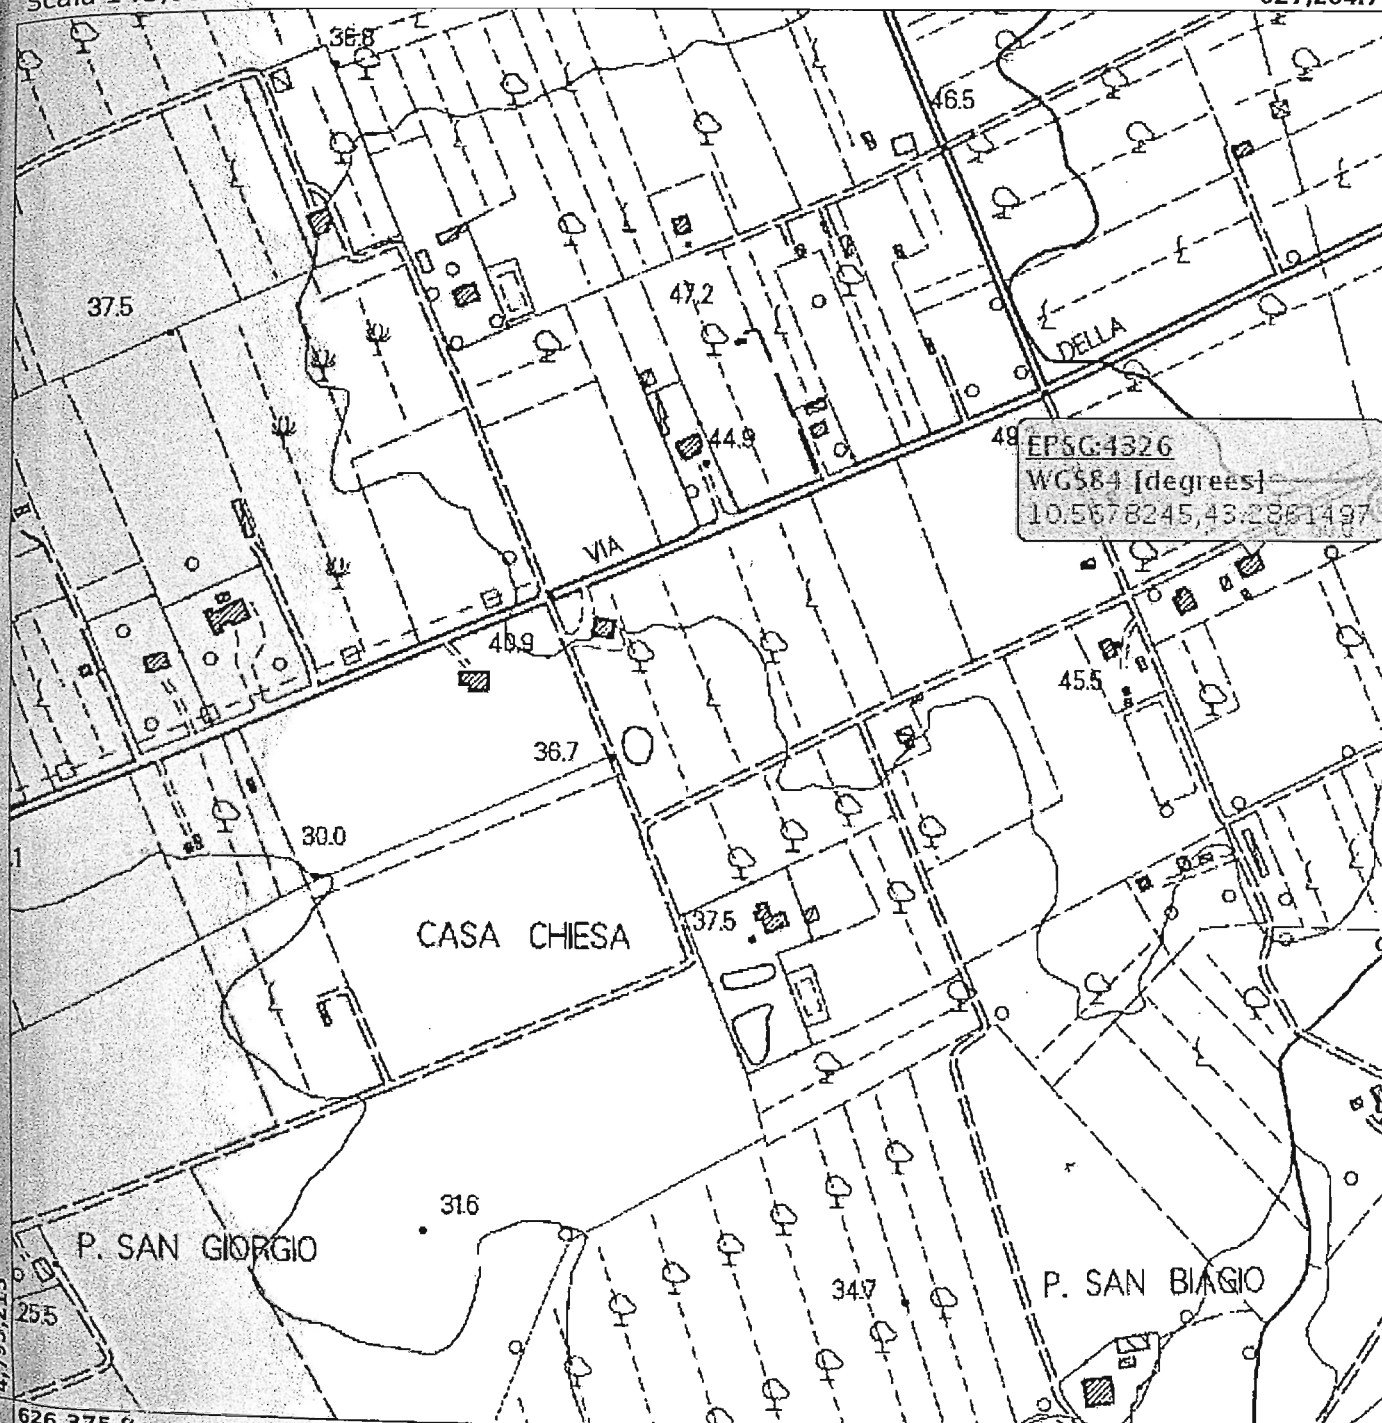 36.8
46.5
37.5
47.2
DELLA
44.9
EPSG:4326
WGS84 [degrees]
10.5678245,43.2861497
VIA
40.9
45.5
36.7
30.0
37.5
CASA CHIESA
31.6
P. SAN GIORGIO
34.7
P. SAN BIAGIO
25.5